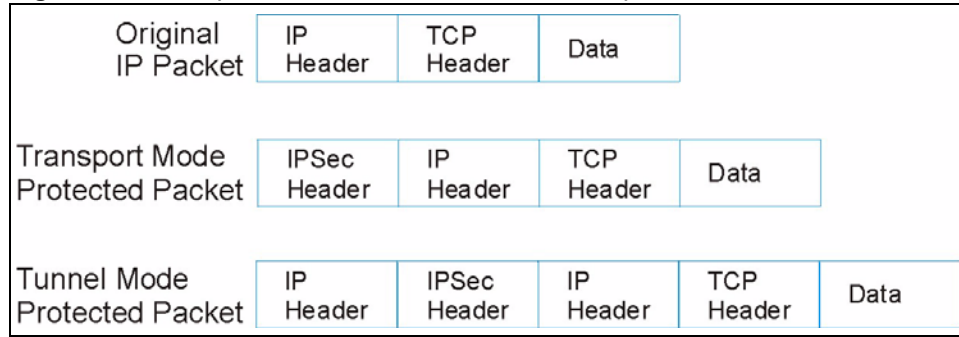 Original IP Header TCP Header Data
IP Packet
Transport Mode IPSec Header IP Header TCP Header Data
Protected Packet
Tunnel Mode IP Header IPSec Header IP Header TCP Header Data
Protected Packet